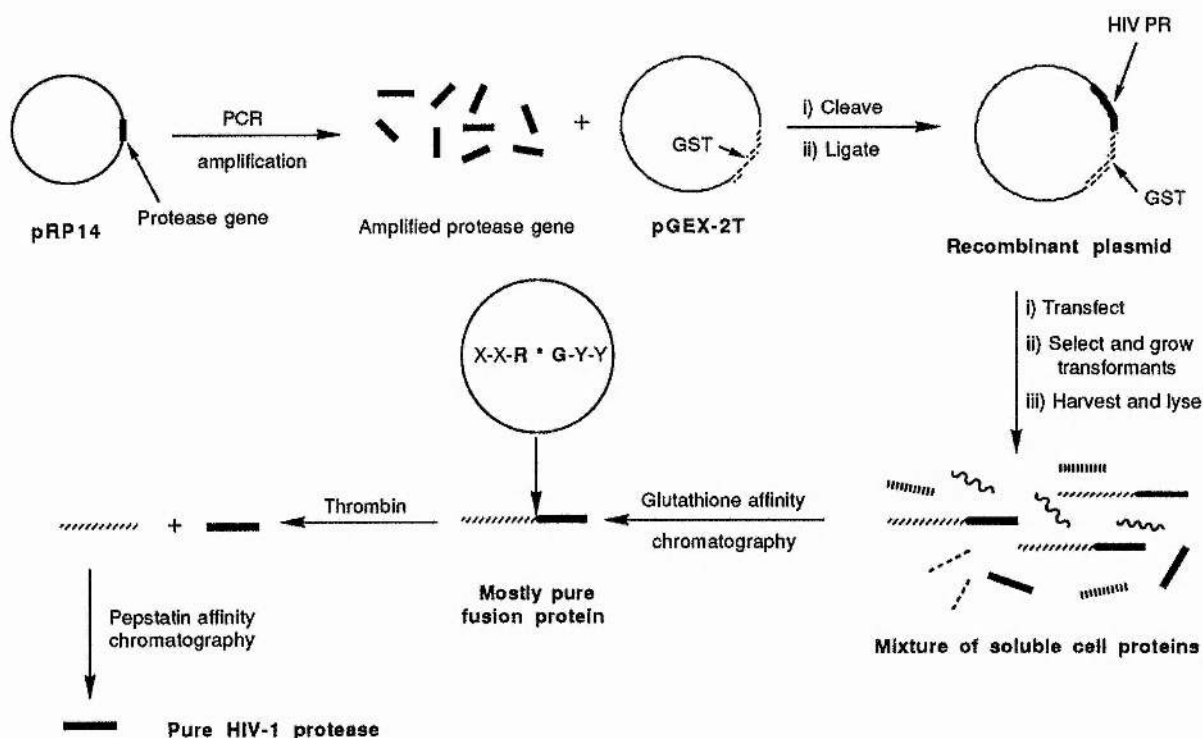 HIV PR
PCR
amplification
Protease gene
pRP14
Amplified protease gene
+
GST
pGEX-2T
i) Cleave
ii) Ligate
GST
Recombinant plasmid
i) Transfect
ii) Select and grow
transformants
iii) Harvest and lyse
Mixture of soluble cell proteins
Glutathione affinity
chromatography
X-X-R * G-Y-Y
Mostly pure
fusion protein
Thrombin
+
Pepstatin affinity
chromatography
Pure HIV-1 protease